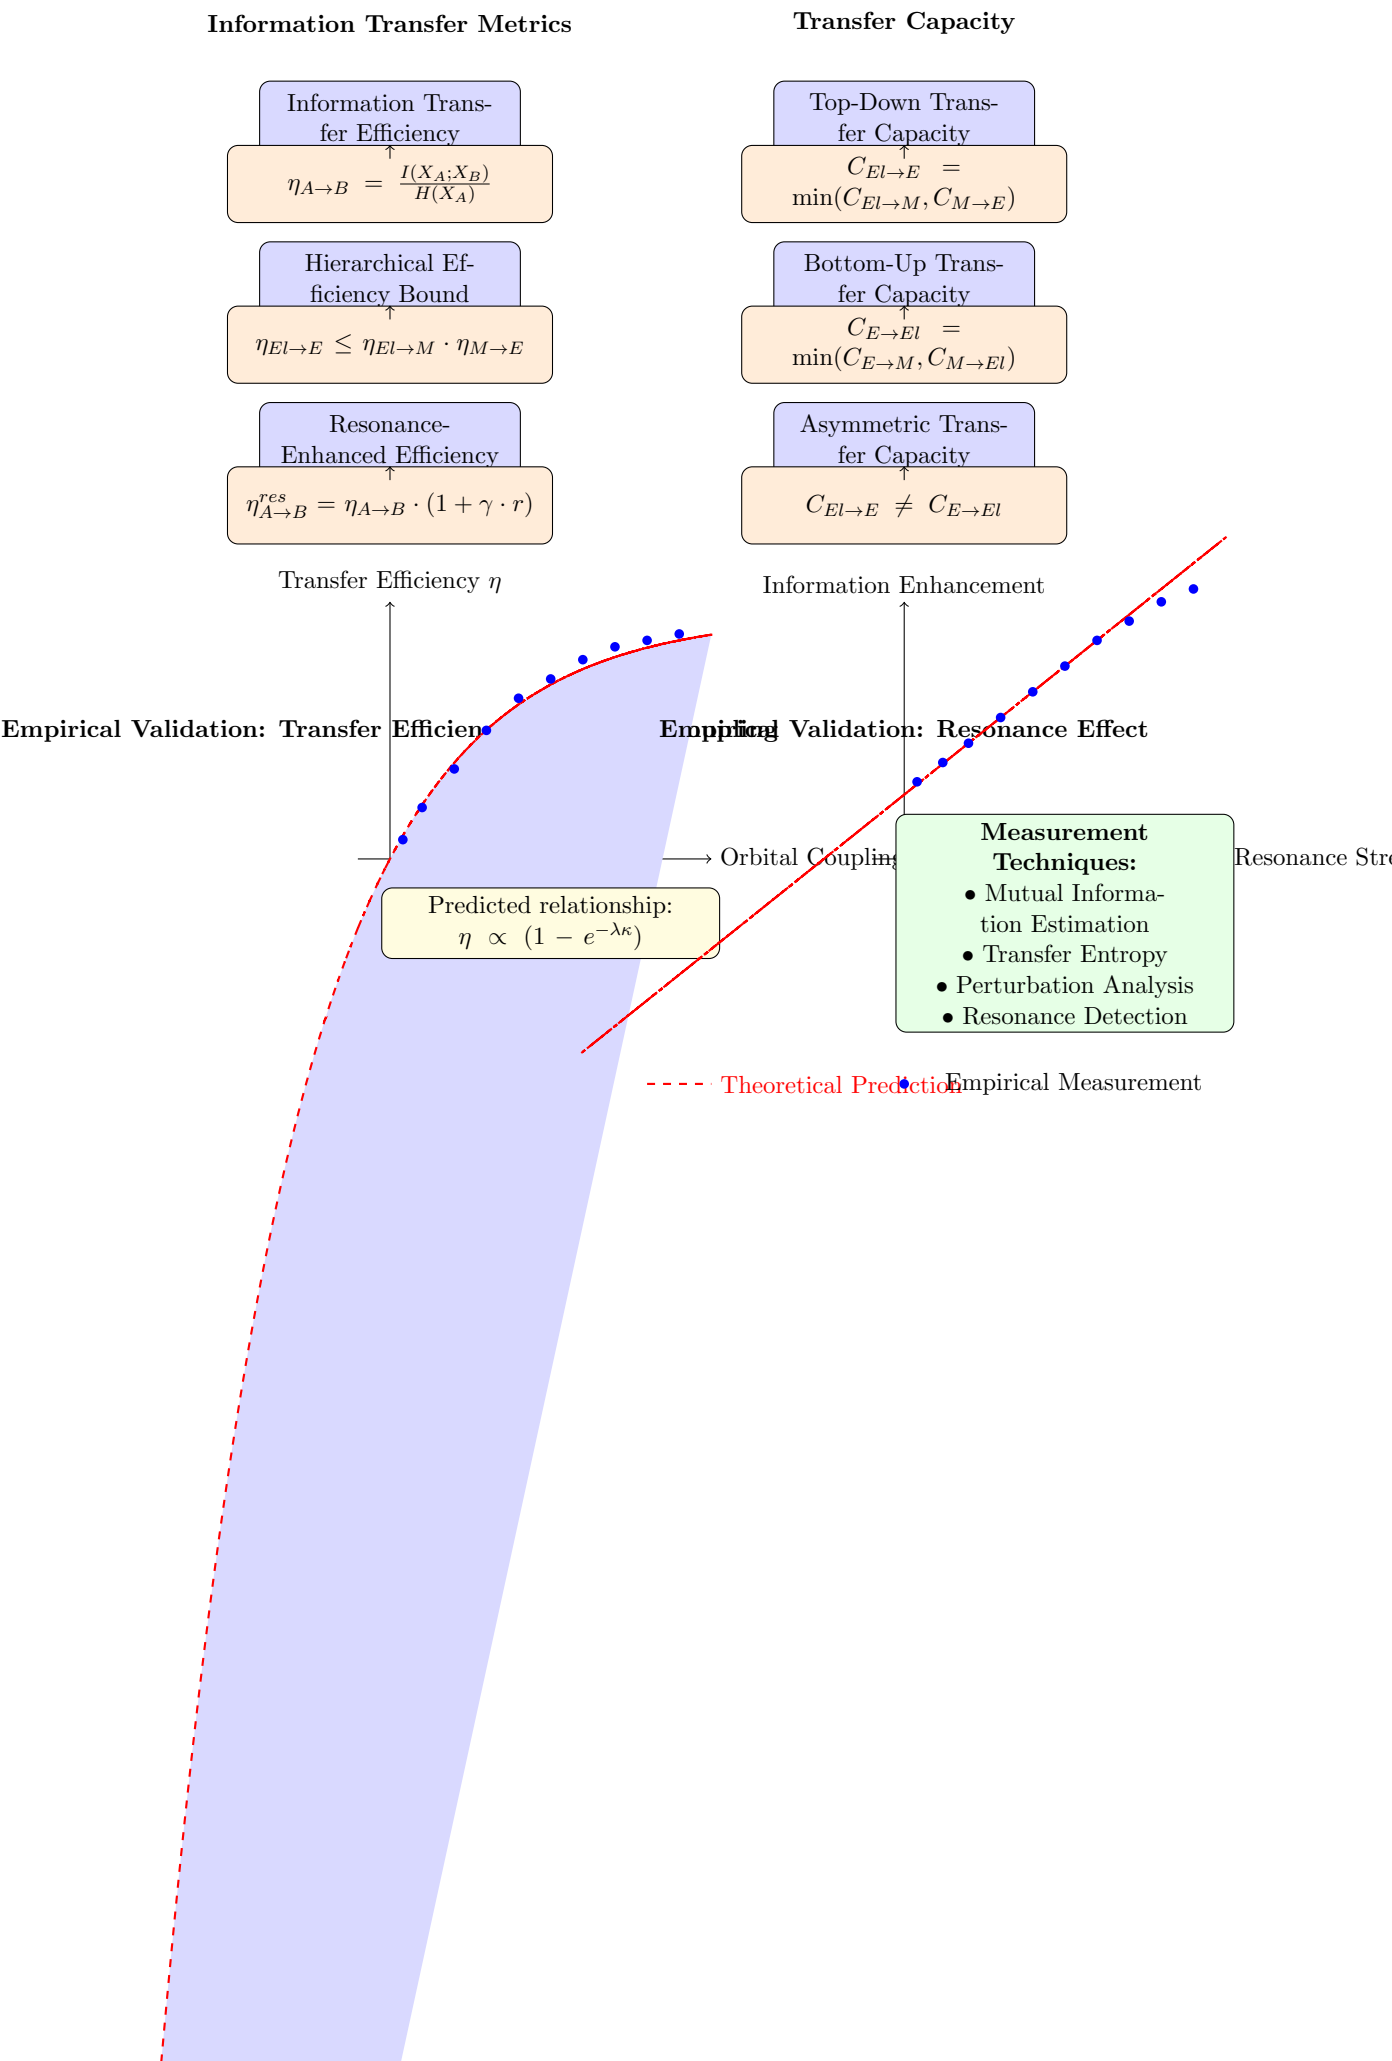 Information Transfer Metrics
Transfer Capacity
Information Trans-
fer Efficiency
η_{A→B} = I(X_A;X_B)/H(X_A)
Top-Down Trans-
fer Capacity
C_{El→E} =
min(C_{El→M}, C_{M→E})
Hierarchical Ef-
ficiency Bound
η_{El→E} ≤ η_{El→M} · η_{M→E}
Bottom-Up Trans-
fer Capacity
C_{E→El} =
min(C_{E→M}, C_{M→El})
Resonance-
Enhanced Efficiency
η^{res}_{A→B} = η_{A→B} · (1 + γ · r)
Asymmetric Trans-
fer Capacity
C_{El→E} ≠ C_{E→El}
Transfer Efficiency η
Information Enhancement
Empirical Validation: Transfer Efficien
Empirical Validation: Resonance Effect
Orbital Coupling
Resonance Stre
Predicted relationship:
η ∝ (1 − e^{−λκ})
Measurement
Techniques:
• Mutual Informa-
tion Estimation
• Transfer Entropy
• Perturbation Analysis
• Resonance Detection
Theoretical Prediction
Empirical Measurement